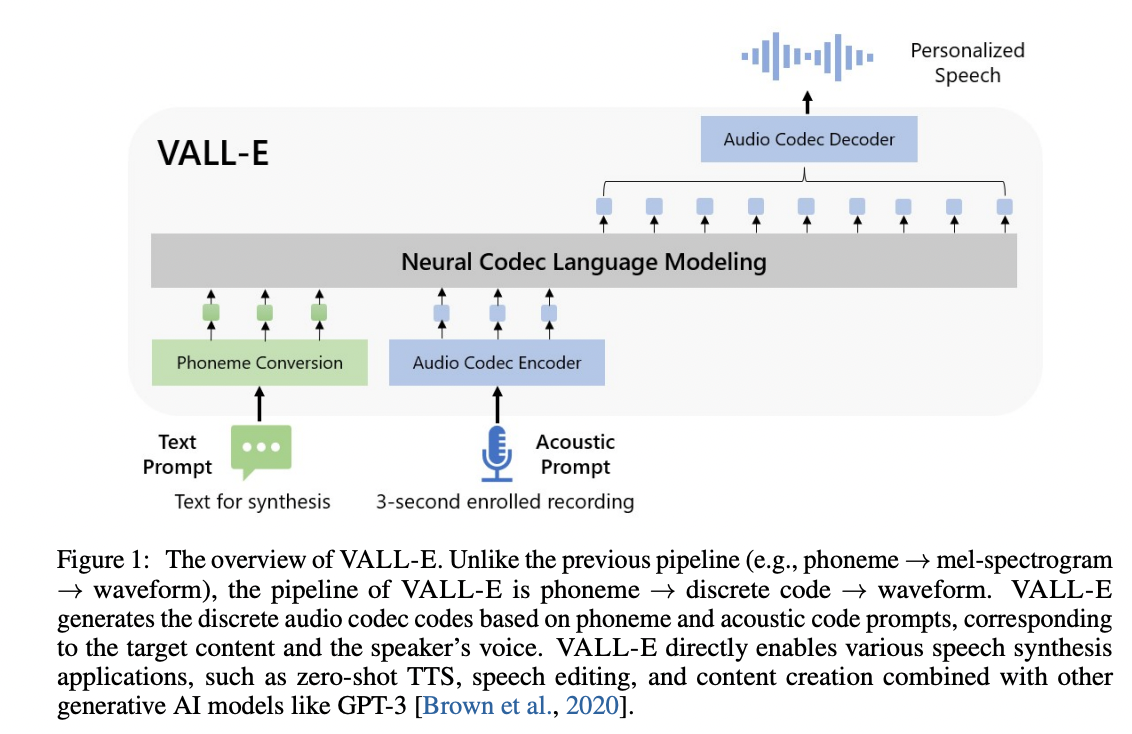 Personalized
Speech
Audio Codec Decoder
VALL-E
Neural Codec Language Modeling
Phoneme Conversion
Audio Codec Encoder
Text
Prompt
Acoustic
Prompt
Text for synthesis
3-second enrolled recording
Figure 1: The overview of VALL-E. Unlike the previous pipeline (e.g., phoneme → mel-spectrogram
→ waveform), the pipeline of VALL-E is phoneme → discrete code → waveform. VALL-E
generates the discrete audio codec codes based on phoneme and acoustic code prompts, corresponding
to the target content and the speaker's voice. VALL-E directly enables various speech synthesis
applications, such as zero-shot TTS, speech editing, and content creation combined with other
generative AI models like GPT-3 [Brown et al., 2020].